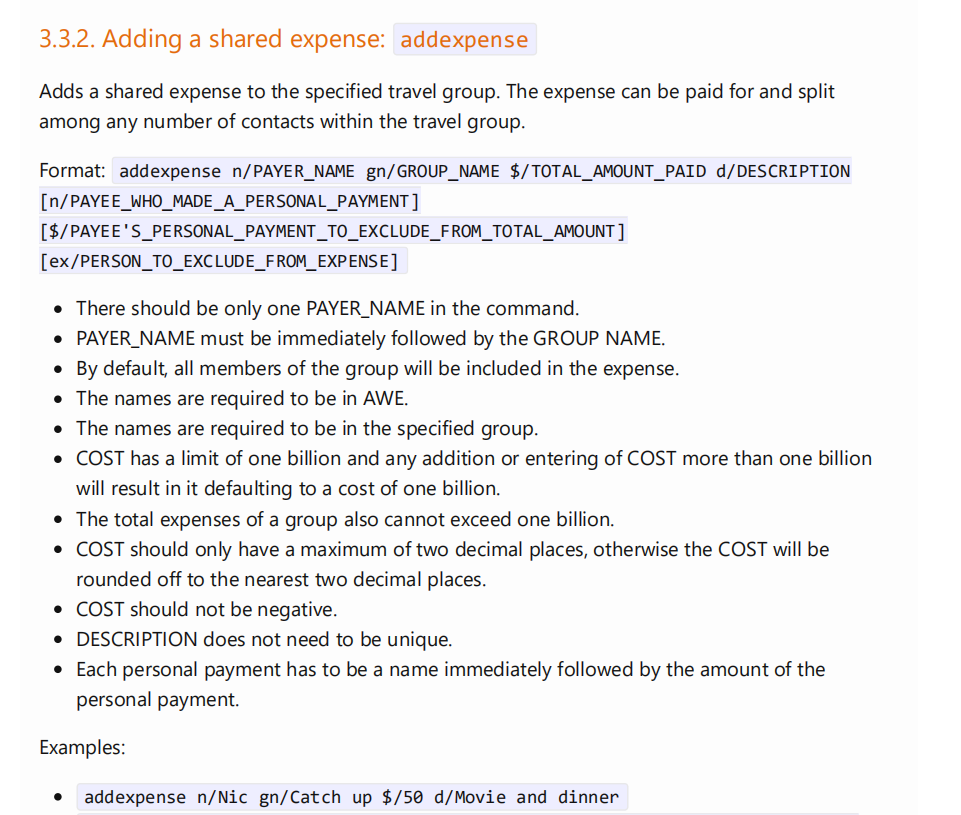 3.3.2. Adding a shared expense: addexpense
Adds a shared expense to the specified travel group. The expense can be paid for and split
among any number of contacts within the travel group.
Format: addexpense n/PAYER_NAME gn/GROUP_NAME $/TOTAL_AMOUNT_PAID d/DESCRIPTION
[n/PAYEE_WHO_MADE_A_PERSONAL_PAYMENT]
[$/PAYEE'S_PERSONAL_PAYMENT_TO_EXCLUDE_FROM_TOTAL_AMOUNT]
[ex/PERSON_TO_EXCLUDE_FROM_EXPENSE]
• There should be only one PAYER_NAME in the command.
• PAYER_NAME must be immediately followed by the GROUP NAME.
• By default, all members of the group will be included in the expense.
• The names are required to be in AWE.
• The names are required to be in the specified group.
• COST has a limit of one billion and any addition or entering of COST more than one billion
will result in it defaulting to a cost of one billion.
• The total expenses of a group also cannot exceed one billion.
• COST should only have a maximum of two decimal places, otherwise the COST will be
rounded off to the nearest two decimal places.
• COST should not be negative.
• DESCRIPTION does not need to be unique.
• Each personal payment has to be a name immediately followed by the amount of the
personal payment.
Examples:
• addexpense n/Nic gn/Catch up $/50 d/Movie and dinner